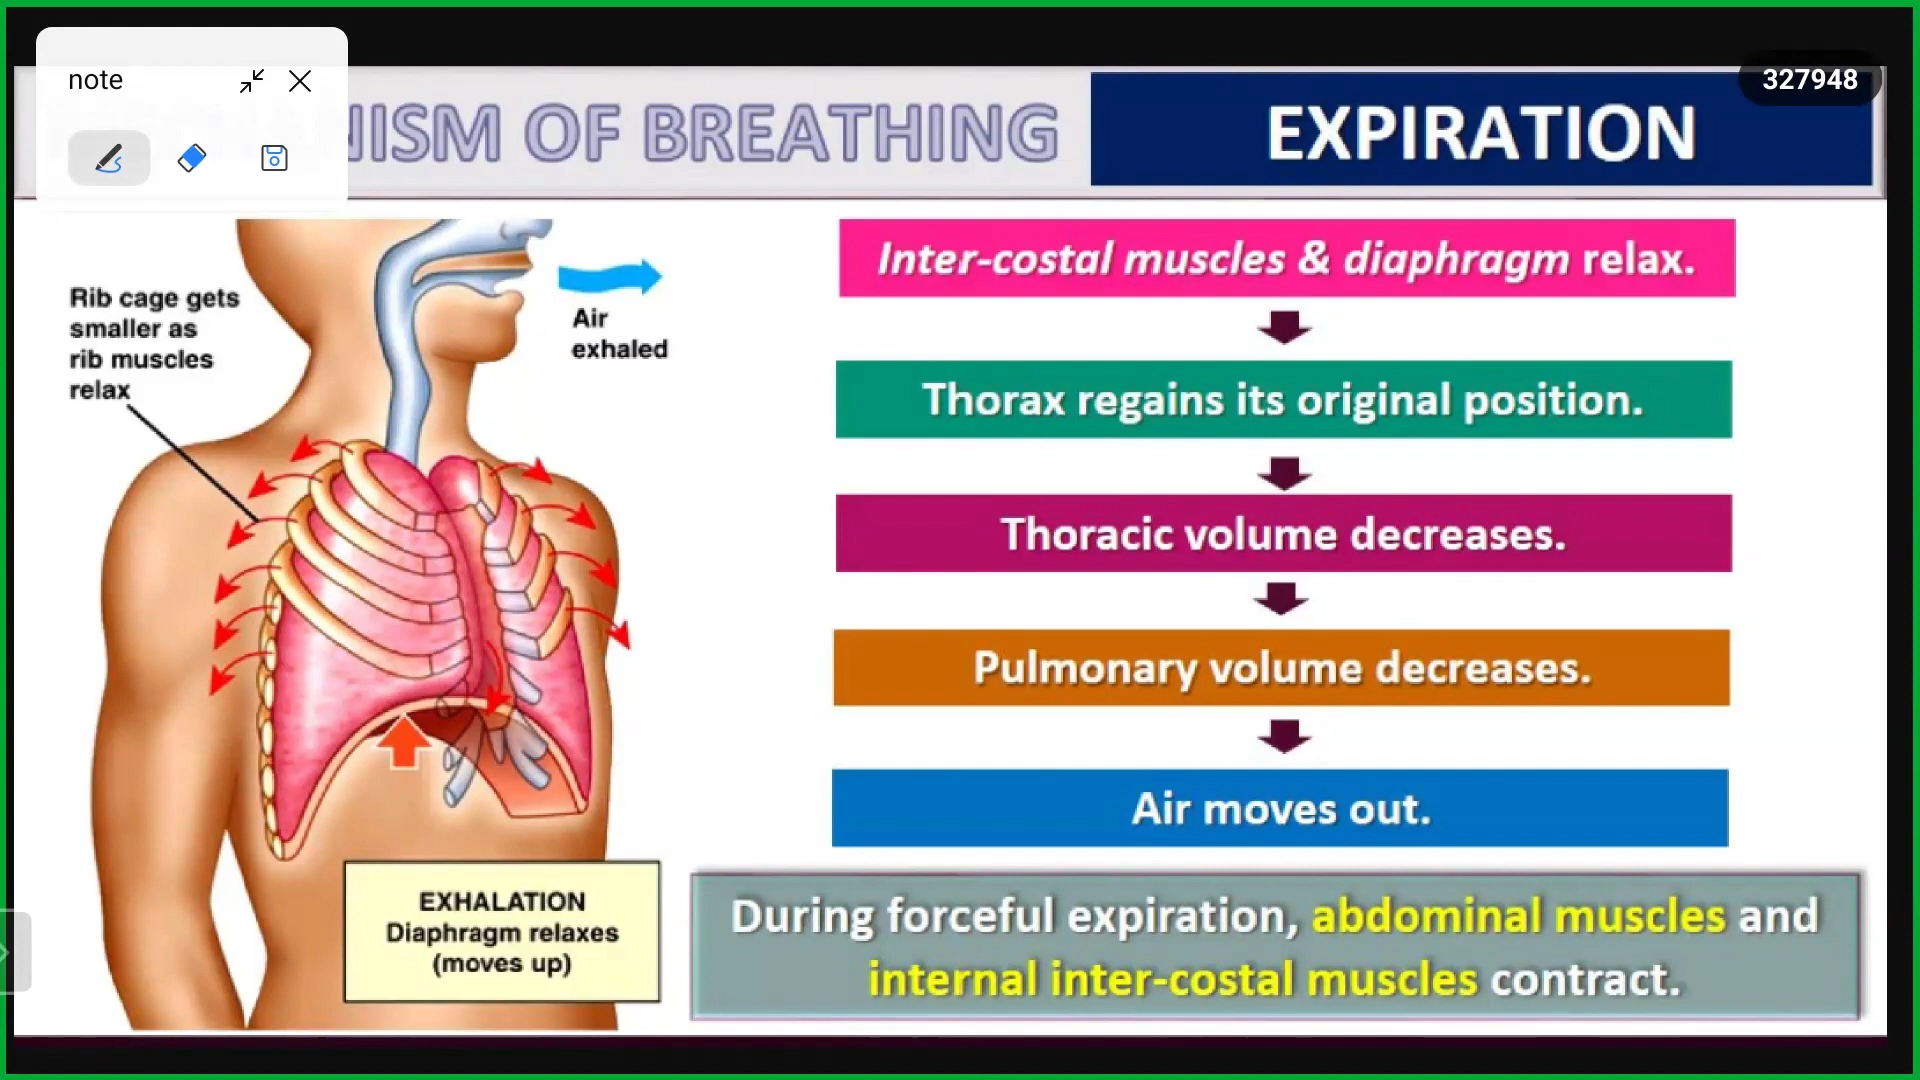 note
327948
NISM OF BREATHING
EXPIRATION
Inter-costal muscles & diaphragm relax.
Rib cage gets
smaller as
rib muscles
relax
Air
exhaled
Thorax regains its original position.
Thoracic volume decreases.
Pulmonary volume decreases.
Air moves out.
EXHALATION
Diaphragm relaxes
(moves up)
During forceful expiration, abdominal muscles and
internal inter-costal muscles contract.